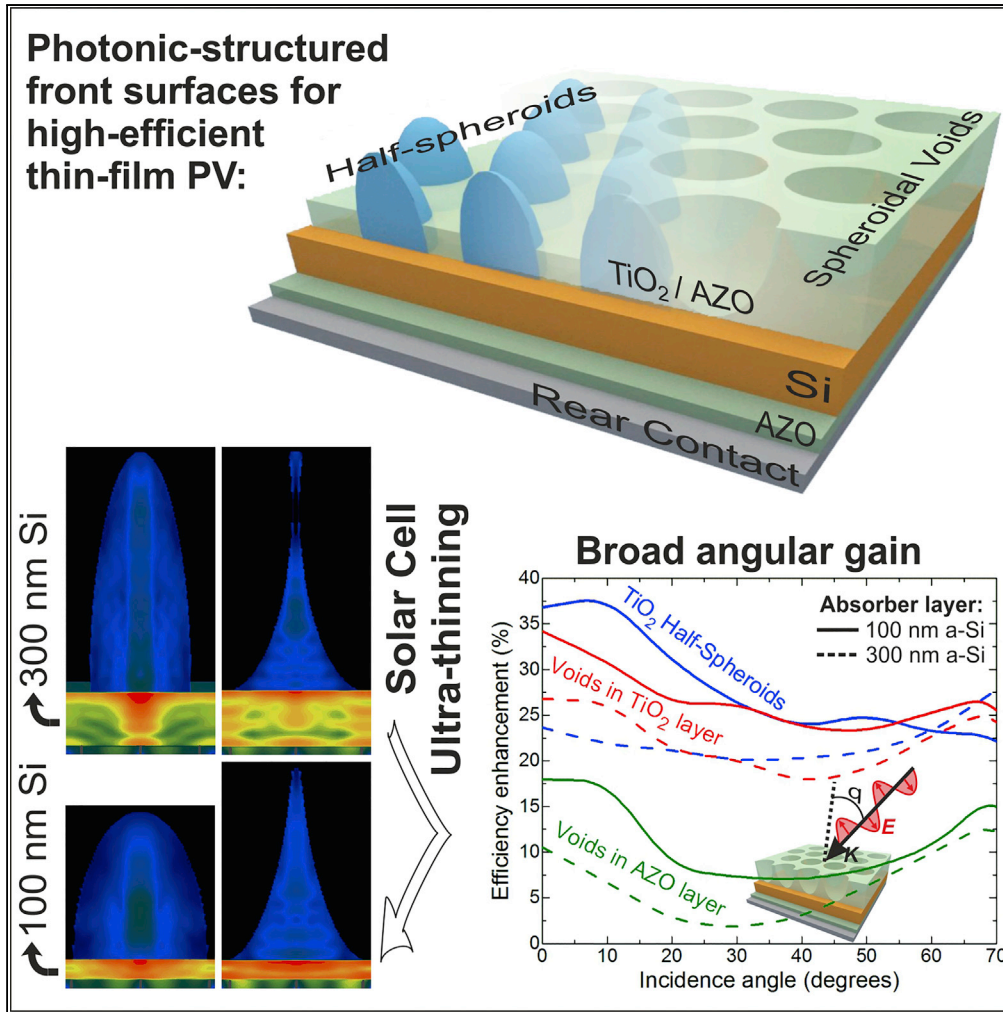 Photonic-structured
front surfaces for
high-efficient
thin-film PV:
Half-spheroids
Spheroidal Voids
TiO₂ / AZO
Si
AZO
Rear Contact
300 nm Si
100 nm Si
Solar Cell
Ultra-thinning
Broad angular gain
Efficiency enhancement (%)
40
35
30
25
20
15
10
5
0
TiO₂ Half-Spheroids
Absorber layer:
100 nm a-Si
300 nm a-Si
Voids in TiO₂ layer
Voids in AZO layer
q
E
K
0 10 20 30 40 50 60 70
Incidence angle (degrees)